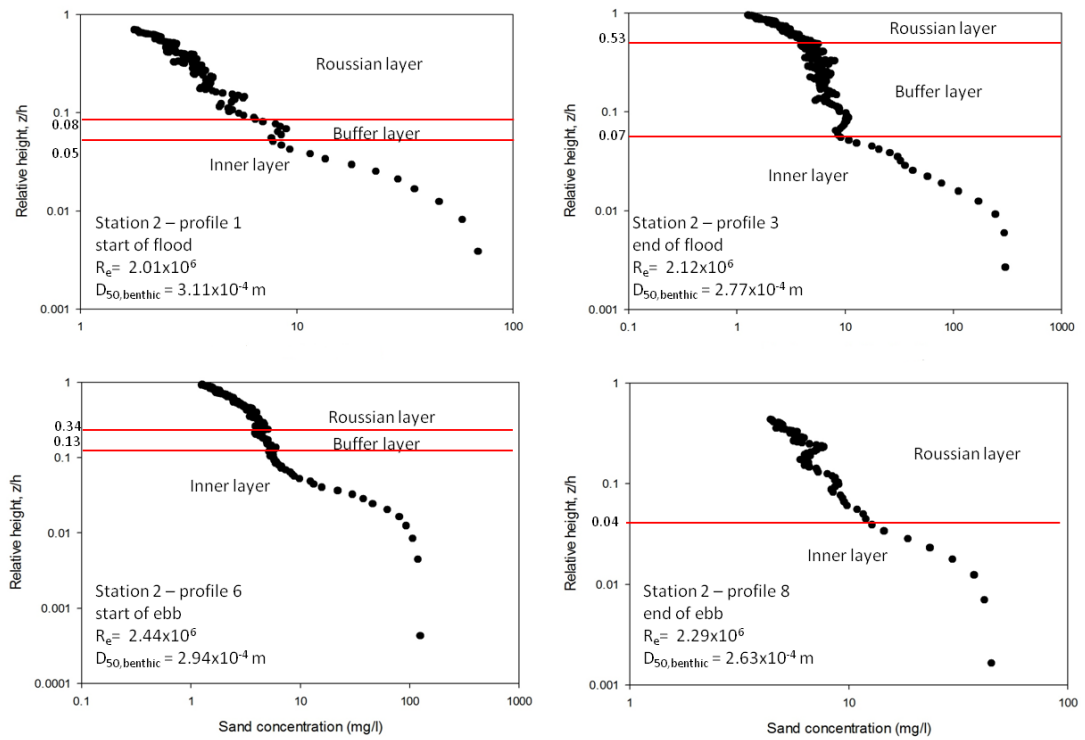 1
Roussian layer
0.1
0.08
Buffer layer
0.05
Inner layer
Relative height, z/h
0.01
Station 2 – profile 1
start of flood
Re= 2.01x10^6
D50,benthic = 3.11x10^-4 m
0.001
1
10
100
1
Roussian layer
0.53
Buffer layer
0.1
0.07
Inner layer
Relative height, z/h
0.01
Station 2 – profile 3
end of flood
Re= 2.12x10^6
D50,benthic = 2.77x10^-4 m
0.001
0.1
1
10
100
1000
1
Roussian layer
0.34
0.13
Buffer layer
0.1
Inner layer
Relative height, z/h
0.01
0.001
Station 2 – profile 6
start of ebb
Re= 2.44x10^6
D50,benthic = 2.94x10^-4 m
0.0001
0.1
1
10
100
1000
Sand concentration (mg/l)
1
Roussian layer
0.1
0.04
Inner layer
Relative height, z/h
0.01
Station 2 – profile 8
end of ebb
Re= 2.29x10^6
D50,benthic = 2.63x10^-4 m
0.001
1
10
100
Sand concentration (mg/l)